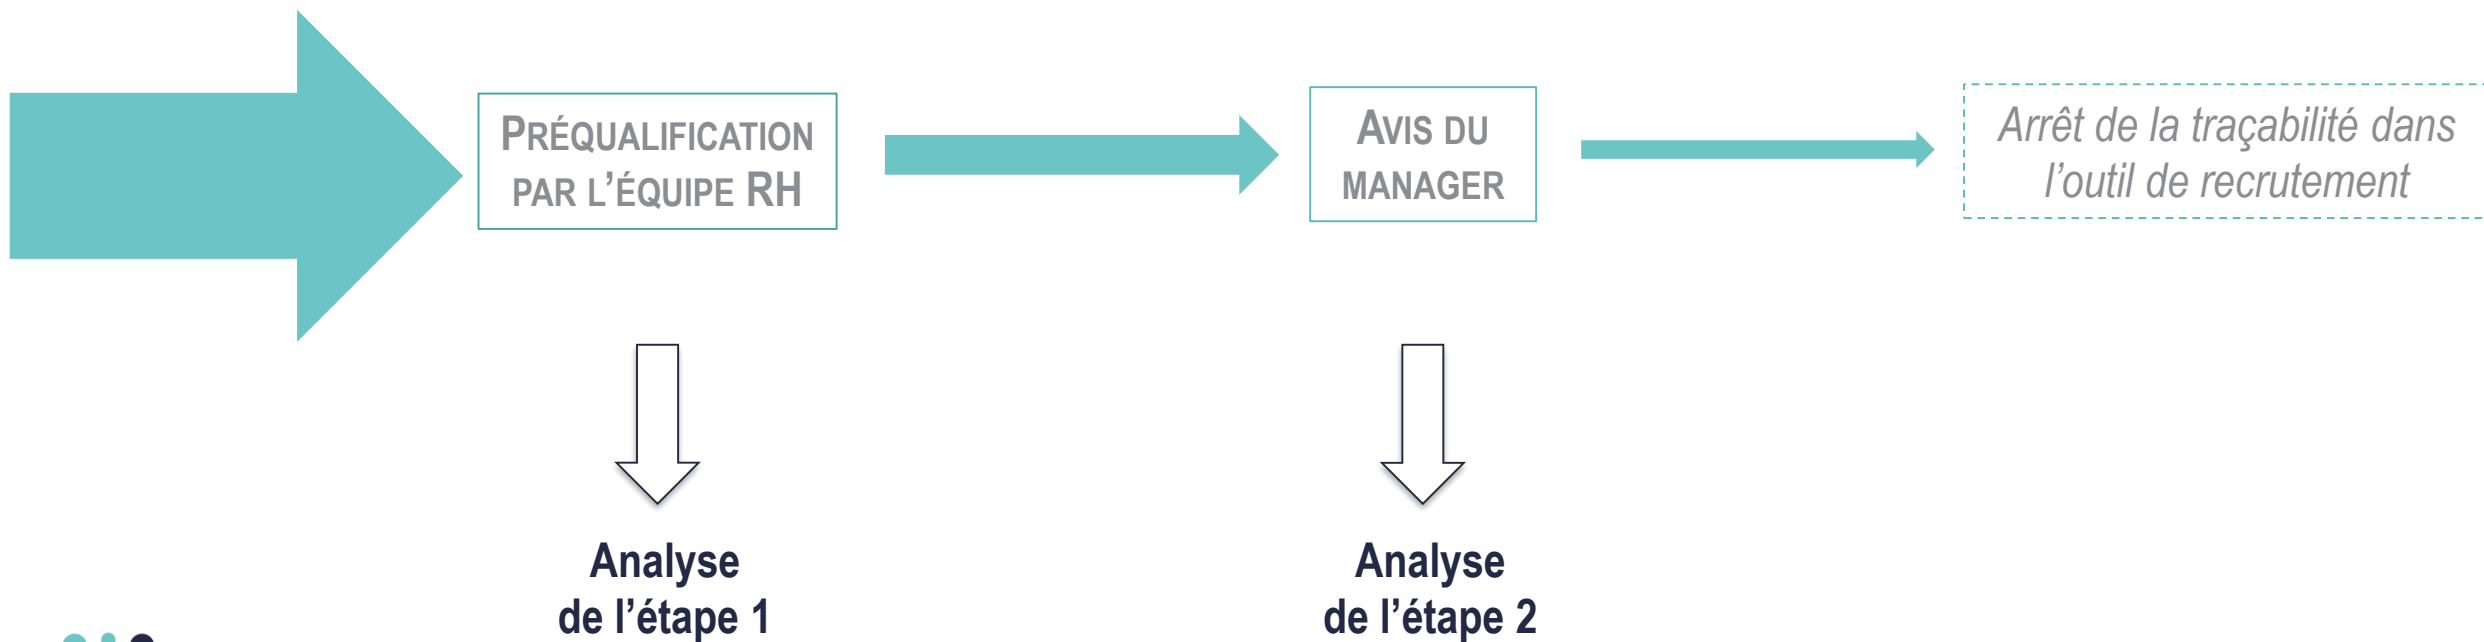 PRÉQUALIFICATION
PAR L’ÉQUIPE RH
AVIS DU
MANAGER
Arrêt de la traçabilité dans
l’outil de recrutement
Analyse
de l’étape 1
Analyse
de l’étape 2